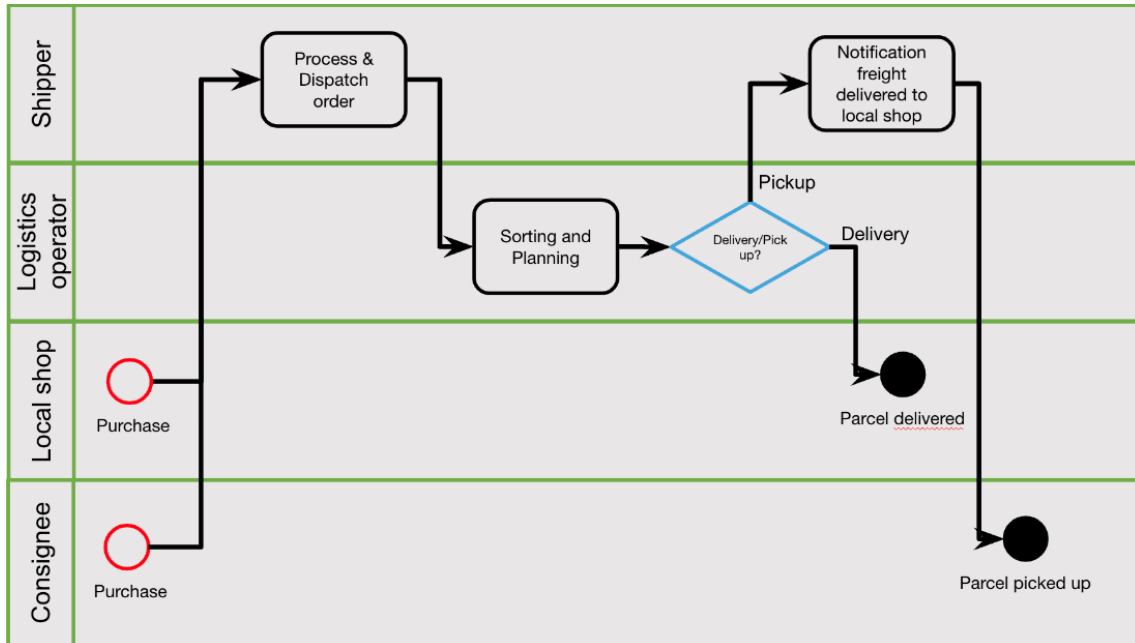 Shipper
Process &
Dispatch
order
Notification
freight
delivered to
local shop
Logistics
operator
Sorting and
Planning
Delivery/Pick
up?
Pickup
Delivery
Local shop
Purchase
Parcel delivered
Consignee
Purchase
Parcel picked up